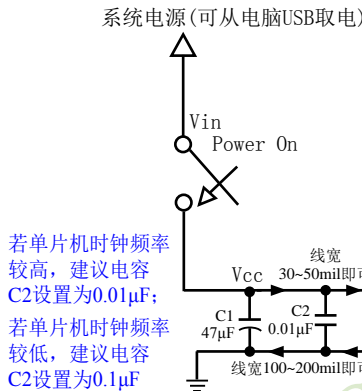 系统电源(可从电脑USB取电)
Vin
Power On
若单片机时钟频率
较高，建议电容
C2设置为0.01μF；
若单片机时钟频率
较低，建议电容
C2设置为0.1μF
Vcc
线宽
30~50mil即可
C1
47μF
C2
0.01μF
线宽100~200mil即可